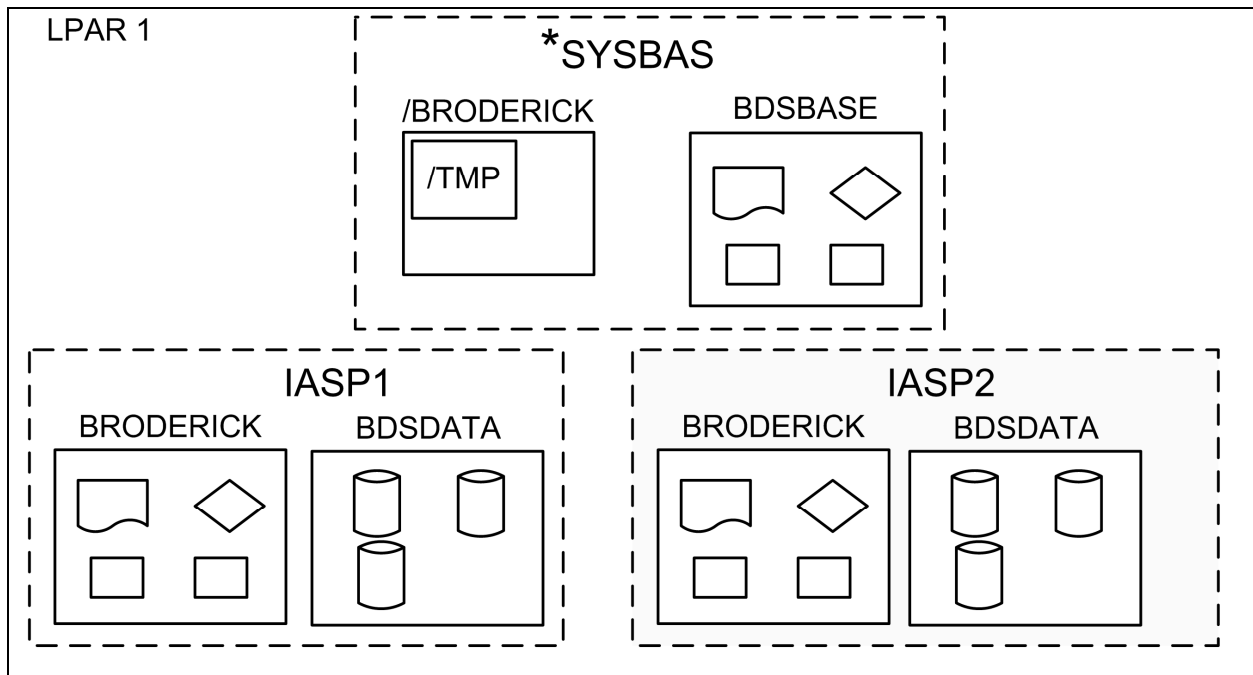 LPAR 1
*SYSBAS
/BRODERICK
BDSBASE
/TMP
IASP1
BRODERICK
BDSDATA
IASP2
BRODERICK
BDSDATA